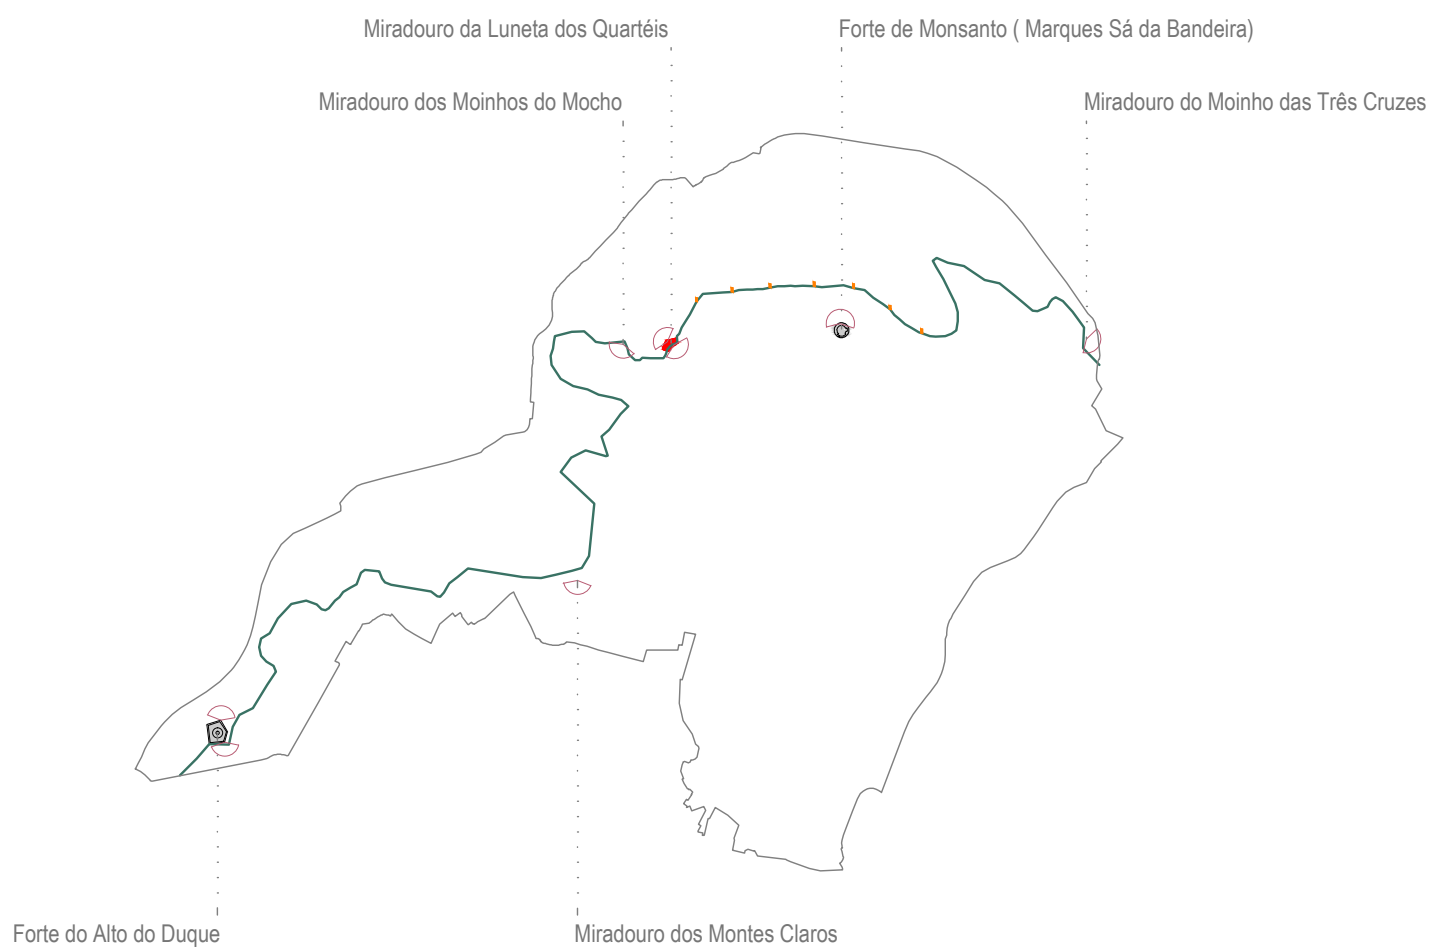 Miradouro da Luneta dos Quartéis
Forte de Monsanto ( Marques Sá da Bandeira)
Miradouro dos Moinhos do Mocho
Miradouro do Moinho das Três Cruzes
Forte do Alto do Duque
Miradouro dos Montes Claros